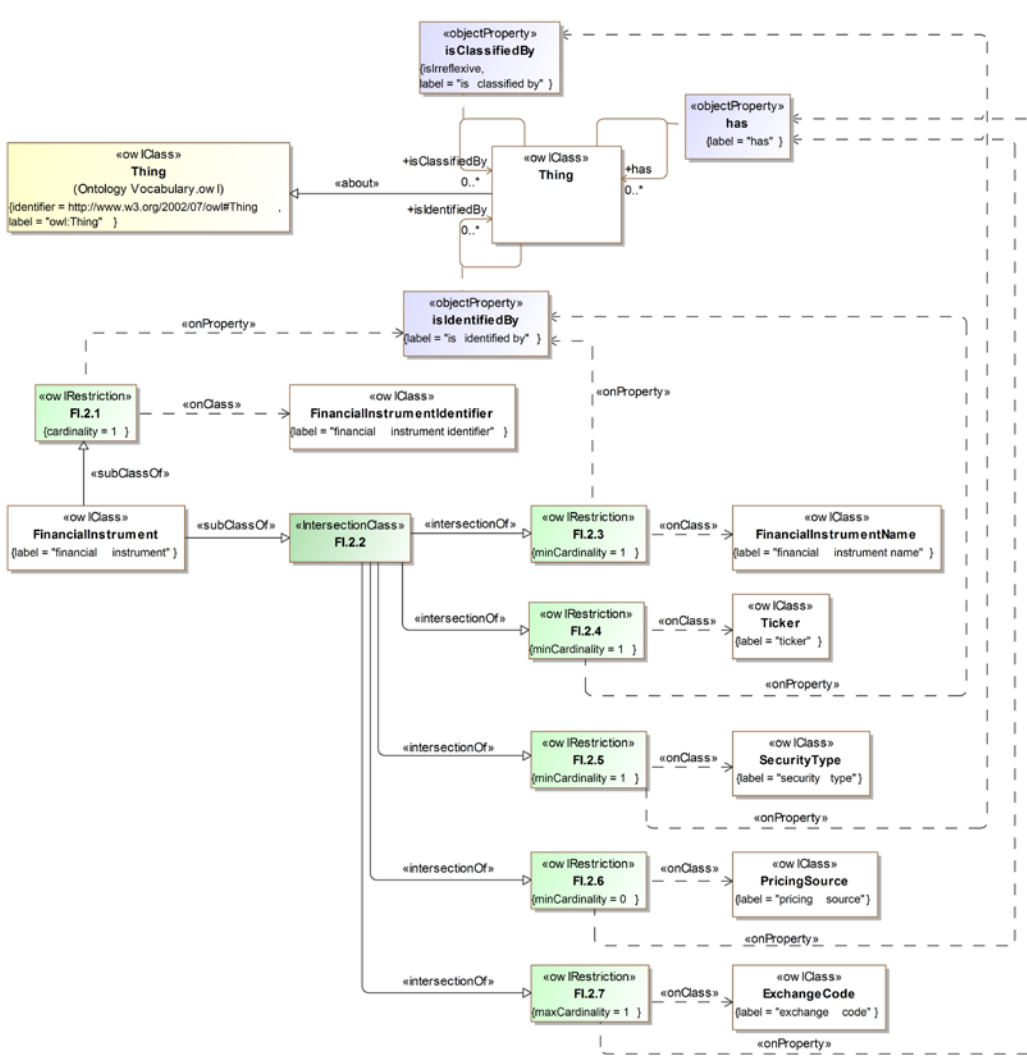 «objectProperty»
isClassifiedBy
{isIrreflexive,
label = "is classified by" }
«objectProperty»
has
{label = "has" }
«owlClass»
Thing
(Ontology Vocabulary.owl)
{identifier = http://www.w3.org/2002/07/owl#Thing ,
label = "owl:Thing" }
«about»
+isClassifiedBy
0..*
«owlClass»
Thing
+has
0..*
+isIdentifiedBy
0..*
«objectProperty»
isIdentifiedBy
{label = "is identified by" }
«onProperty»
«onProperty»
«owlRestriction»
FI.2.1
{cardinality = 1 }
«onClass»
«owlClass»
FinancialInstrumentIdentifier
{label = "financial instrument identifier" }
«subClassOf»
«owlClass»
FinancialInstrument
{label = "financial instrument" }
«subClassOf»
«IntersectionClass»
FI.2.2
«intersectionOf»
«owlRestriction»
FI.2.3
{minCardinality = 1 }
«onClass»
«owlClass»
FinancialInstrumentName
{label = "financial instrument name" }
«intersectionOf»
«owlRestriction»
FI.2.4
{minCardinality = 1 }
«onClass»
«owlClass»
Ticker
{label = "ticker" }
«onProperty»
«intersectionOf»
«owlRestriction»
FI.2.5
{minCardinality = 1 }
«onClass»
«owlClass»
SecurityType
{label = "security type" }
«onProperty»
«intersectionOf»
«owlRestriction»
FI.2.6
{minCardinality = 0 }
«onClass»
«owlClass»
PricingSource
{label = "pricing source" }
«onProperty»
«intersectionOf»
«owlRestriction»
FI.2.7
{maxCardinality = 1 }
«onClass»
«owlClass»
ExchangeCode
{label = "exchange code" }
«onProperty»